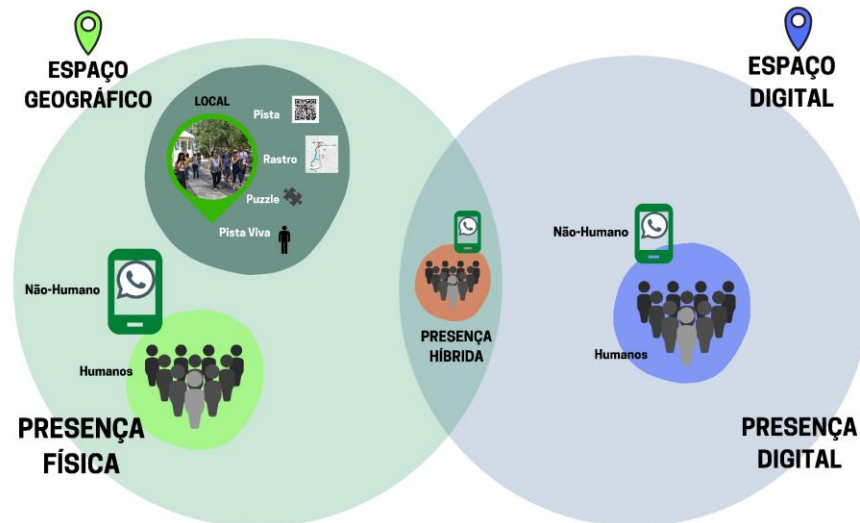 ESPAÇO
GEOGRÁFICO
LOCAL
Pista
Rastro
Puzzle
Pista Viva
Não-Humano
Humanos
PRESENÇA
FÍSICA
PRESENÇA
HÍBRIDA
ESPAÇO
DIGITAL
Não-Humano
Humanos
PRESENÇA
DIGITAL